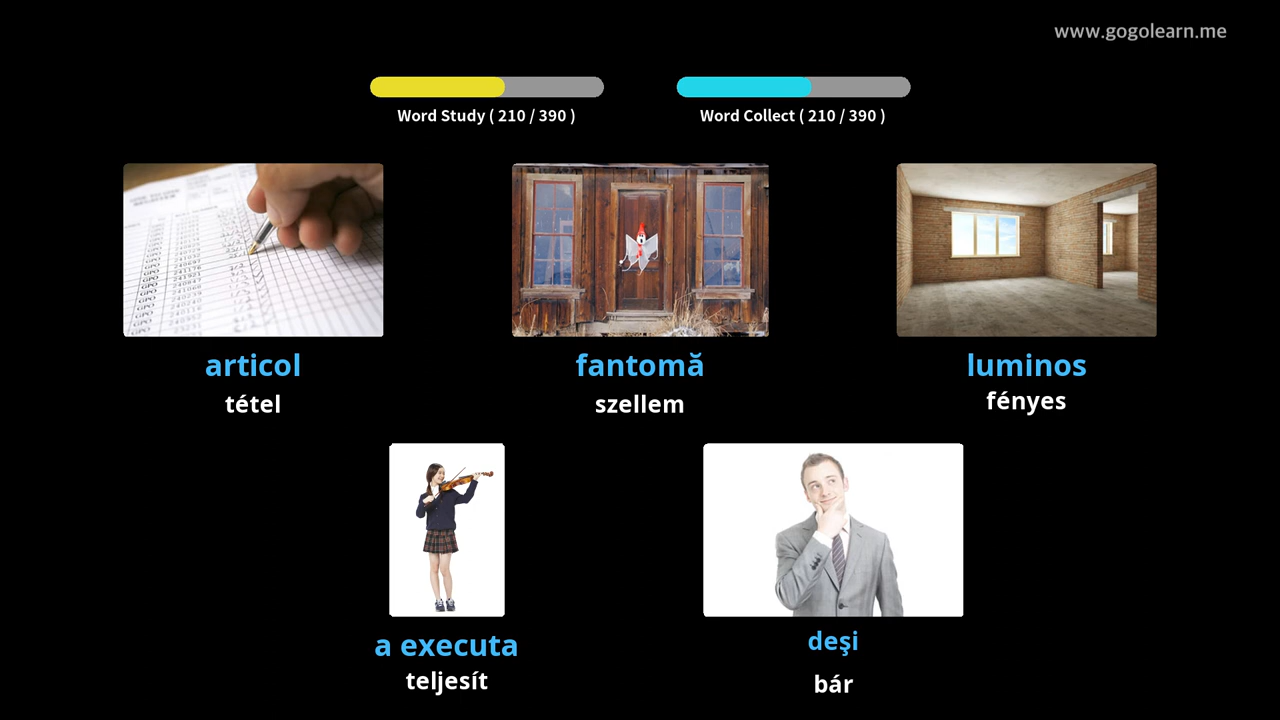 www.gogolearn.me
Word Study ( 210 / 390 )
Word Collect ( 210 / 390 )
articol
tétel
fantomă
szellem
luminos
fényes
a executa
teljesít
deşi
bár